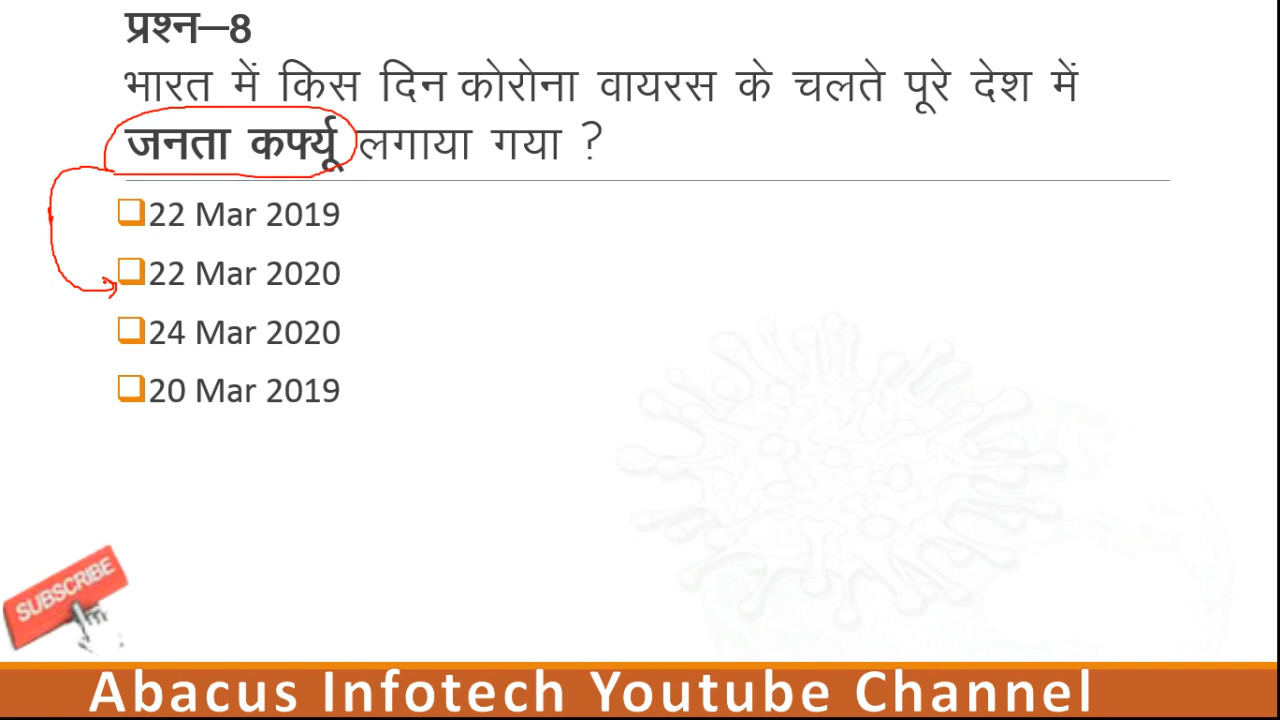 प्रश्न–8
भारत में किस दिन कोरोना वायरस के चलते पूरे देश में
जनता कर्फ्यू लगाया गया ?
22 Mar 2019
22 Mar 2020
24 Mar 2020
20 Mar 2019
SUBSCRIBE
Abacus Infotech Youtube Channel